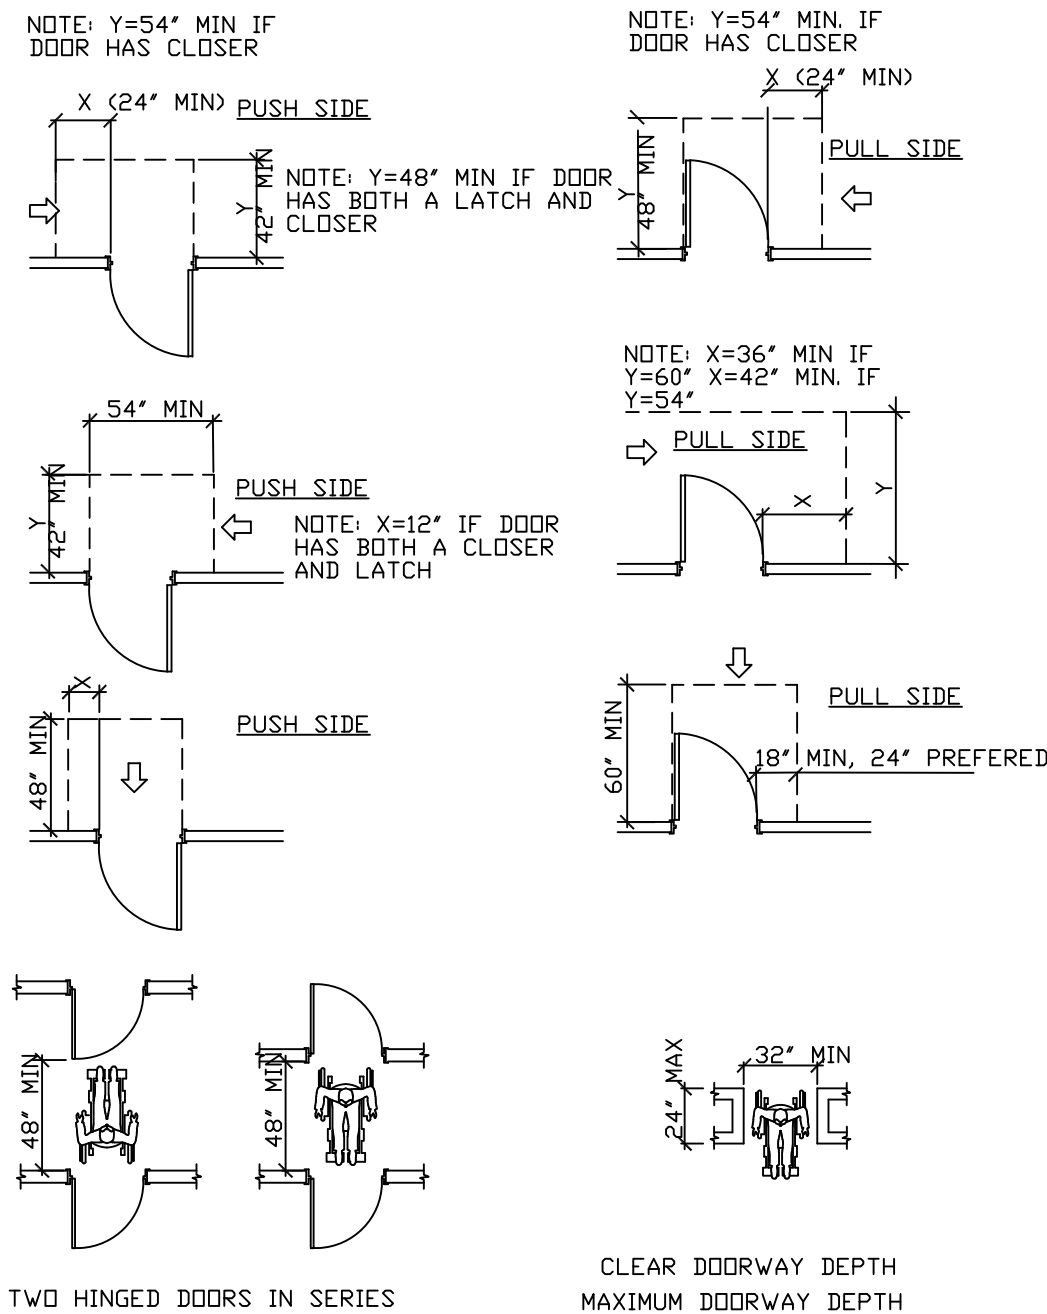 NOTE: Y=54" MIN IF
DOOR HAS CLOSER
X (24" MIN)
PUSH SIDE
Y
42" MIN
NOTE: Y=48" MIN IF DOOR
HAS BOTH A LATCH AND
CLOSER
NOTE: Y=54" MIN. IF
DOOR HAS CLOSER
X (24" MIN)
PULL SIDE
Y
48" MIN
54" MIN
PUSH SIDE
Y
42" MIN
NOTE: X=12" IF DOOR
HAS BOTH A CLOSER
AND LATCH
NOTE: X=36" MIN IF
Y=60" X=42" MIN. IF
Y=54"
PULL SIDE
X
Y
X
PUSH SIDE
48" MIN
PULL SIDE
60" MIN
18" MIN, 24" PREFERED
48" MIN
48" MIN
TWO HINGED DOORS IN SERIES
24" MAX
32" MIN
CLEAR DOORWAY DEPTH
MAXIMUM DOORWAY DEPTH